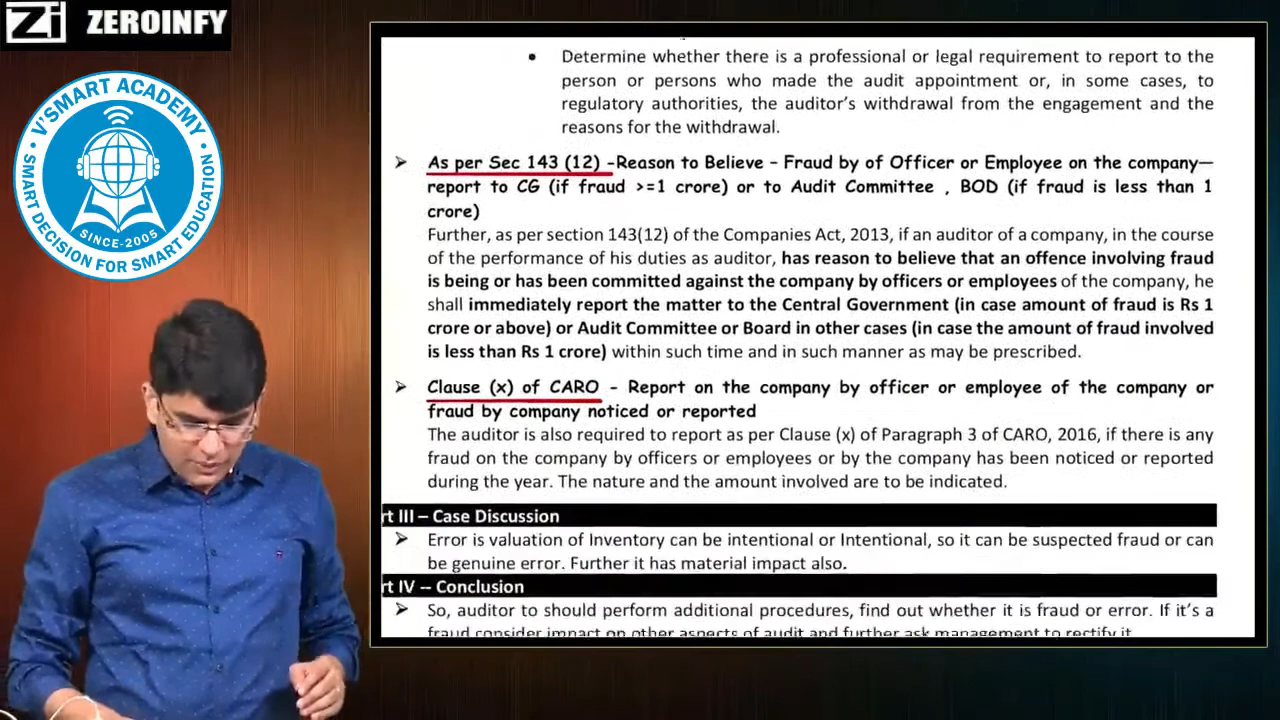 ZEROINFY
V'SMART ACADEMY
SMART DECISION FOR SMART EDUCATION
SINCE-2005
• Determine whether there is a professional or legal requirement to report to the
person or persons who made the audit appointment or, in some cases, to
regulatory authorities, the auditor's withdrawal from the engagement and the
reasons for the withdrawal.
➢ As per Sec 143 (12) -Reason to Believe - Fraud by of Officer or Employee on the company—
report to CG (if fraud >=1 crore) or to Audit Committee , BOD (if fraud is less than 1
crore)
Further, as per section 143(12) of the Companies Act, 2013, if an auditor of a company, in the course
of the performance of his duties as auditor, has reason to believe that an offence involving fraud
is being or has been committed against the company by officers or employees of the company, he
shall immediately report the matter to the Central Government (in case amount of fraud is Rs 1
crore or above) or Audit Committee or Board in other cases (in case the amount of fraud involved
is less than Rs 1 crore) within such time and in such manner as may be prescribed.
➢ Clause (x) of CARO - Report on the company by officer or employee of the company or
fraud by company noticed or reported
The auditor is also required to report as per Clause (x) of Paragraph 3 of CARO, 2016, if there is any
fraud on the company by officers or employees or by the company has been noticed or reported
during the year. The nature and the amount involved are to be indicated.
rt III – Case Discussion
➢ Error is valuation of Inventory can be intentional or Intentional, so it can be suspected fraud or can
be genuine error. Further it has material impact also.
rt IV -- Conclusion
➢ So, auditor to should perform additional procedures, find out whether it is fraud or error. If it's a
fraud consider impact on other aspects of audit and further ask management to rectify it